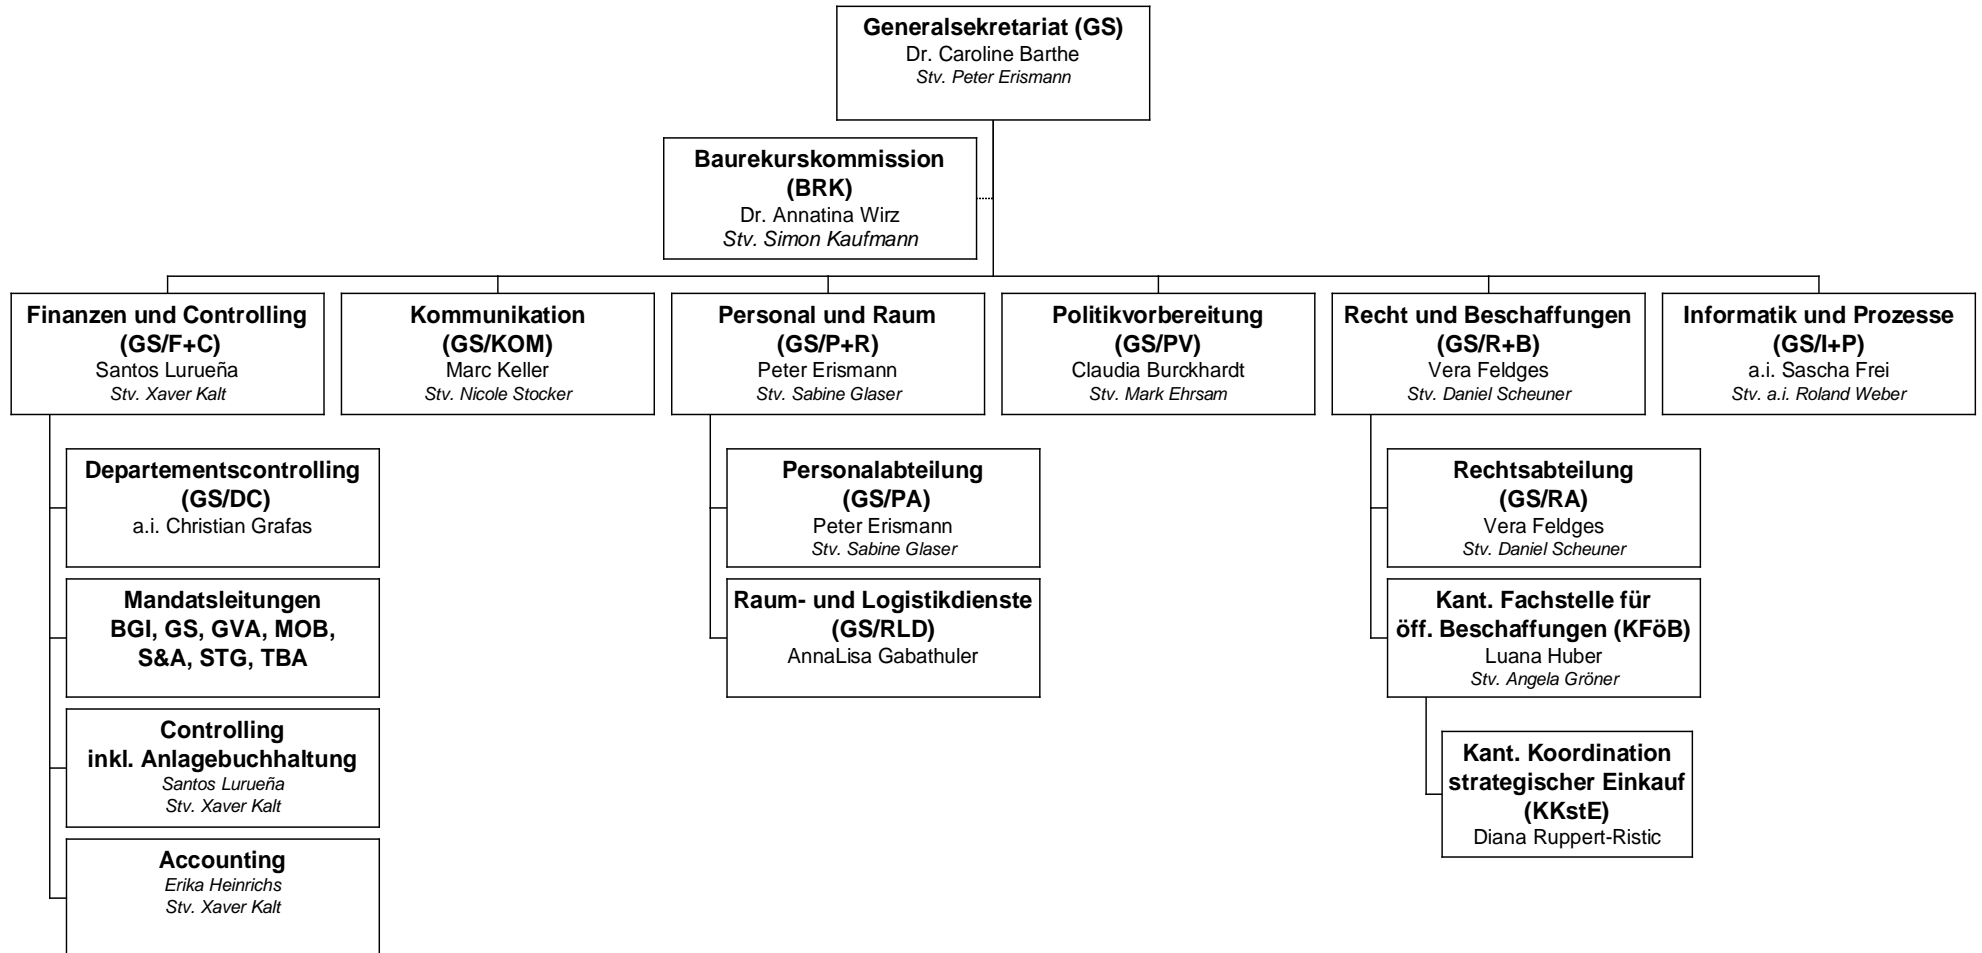 Generalsekretariat (GS)
Dr. Caroline Barthe
Stv. Peter Erismann
Baurekurskommission
(BRK)
Dr. Annatina Wirz
Stv. Simon Kaufmann
Finanzen und Controlling
(GS/F+C)
Santos Lurueña
Stv. Xaver Kalt
Kommunikation
(GS/KOM)
Marc Keller
Stv. Nicole Stocker
Personal und Raum
(GS/P+R)
Peter Erismann
Stv. Sabine Glaser
Politikvorbereitung
(GS/PV)
Claudia Burckhardt
Stv. Mark Ehrsam
Recht und Beschaffungen
(GS/R+B)
Vera Feldges
Stv. Daniel Scheuner
Informatik und Prozesse
(GS/I+P)
a.i. Sascha Frei
Stv. a.i. Roland Weber
Departementscontrolling
(GS/DC)
a.i. Christian Grafas
Mandatsleitungen
BGI, GS, GVA, MOB,
S&A, STG, TBA
Controlling
inkl. Anlagebuchhaltung
Santos Lurueña
Stv. Xaver Kalt
Accounting
Erika Heinrichs
Stv. Xaver Kalt
Personalabteilung
(GS/PA)
Peter Erismann
Stv. Sabine Glaser
Raum- und Logistikdienste
(GS/RLD)
AnnaLisa Gabathuler
Rechtsabteilung
(GS/RA)
Vera Feldges
Stv. Daniel Scheuner
Kant. Fachstelle für
öff. Beschaffungen (KFöB)
Luana Huber
Stv. Angela Gröner
Kant. Koordination
strategischer Einkauf
(KKstE)
Diana Ruppert-Ristic